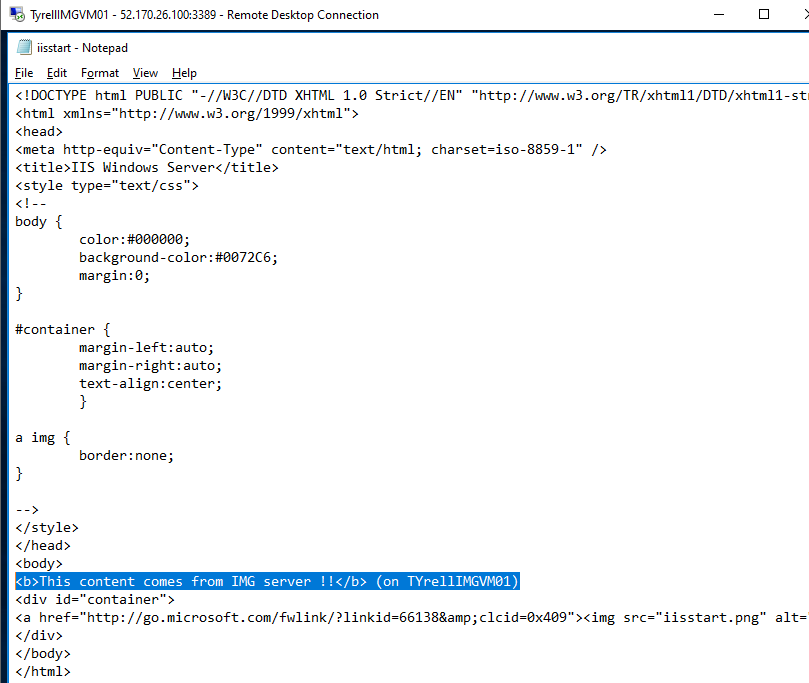 TyrellIMGVM01 - 52.170.26.100:3389 - Remote Desktop Connection
iisstart - Notepad
File Edit Format View Help
<!DOCTYPE html PUBLIC "-//W3C//DTD XHTML 1.0 Strict//EN" "http://www.w3.org/TR/xhtml1/DTD/xhtml1-str
<html xmlns="http://www.w3.org/1999/xhtml">
<head>
<meta http-equiv="Content-Type" content="text/html; charset=iso-8859-1" />
<title>IIS Windows Server</title>
<style type="text/css">
<!--
body {
color:#000000;
background-color:#0072C6;
margin:0;
}
#container {
margin-left:auto;
margin-right:auto;
text-align:center;
}
a img {
border:none;
}
-->
</style>
</head>
<body>
<b>This content comes from IMG server !!</b> (on TYrellIMGVM01)
<div id="container">
<a href="http://go.microsoft.com/fwlink/?linkid=66138&amp;clcid=0x409"><img src="iisstart.png" alt="
</div>
</body>
</html>